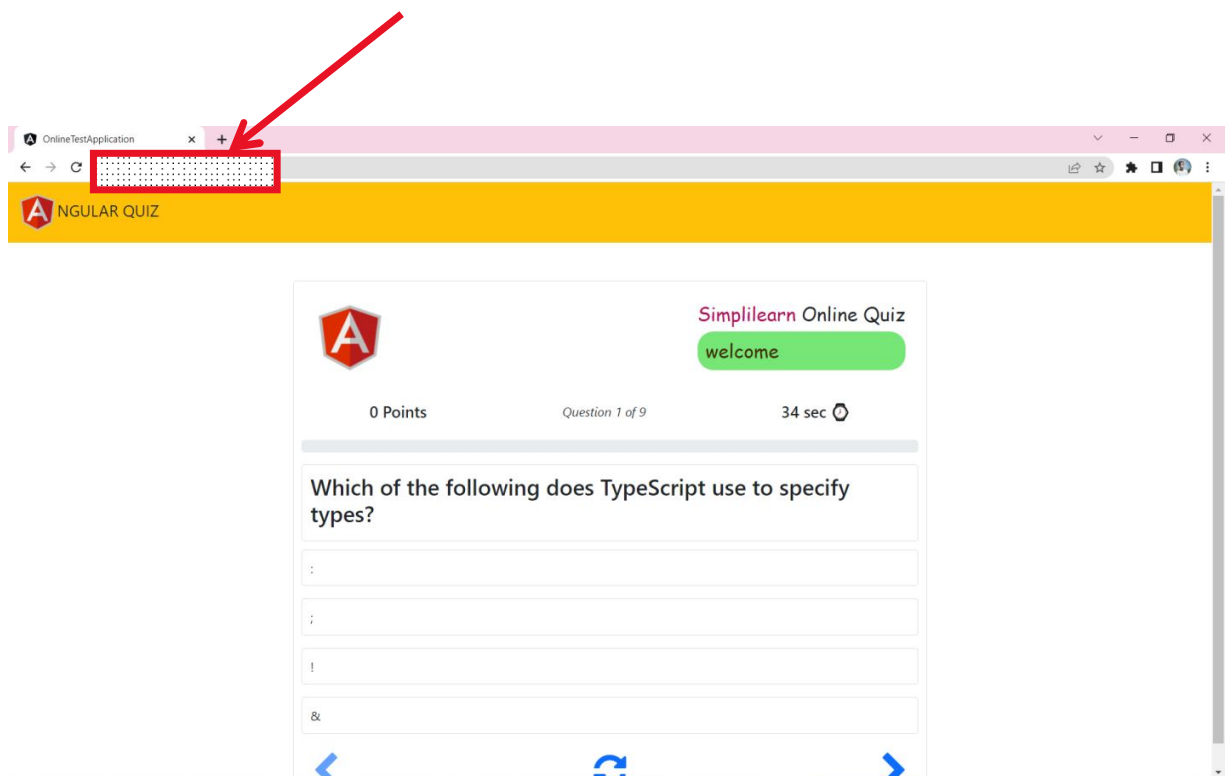 OnlineTestApplication
NGULAR QUIZ
Simplilearn Online Quiz
welcome
0 Points Question 1 of 9 34 sec
Which of the following does TypeScript use to specify
types?
:
;
!
&